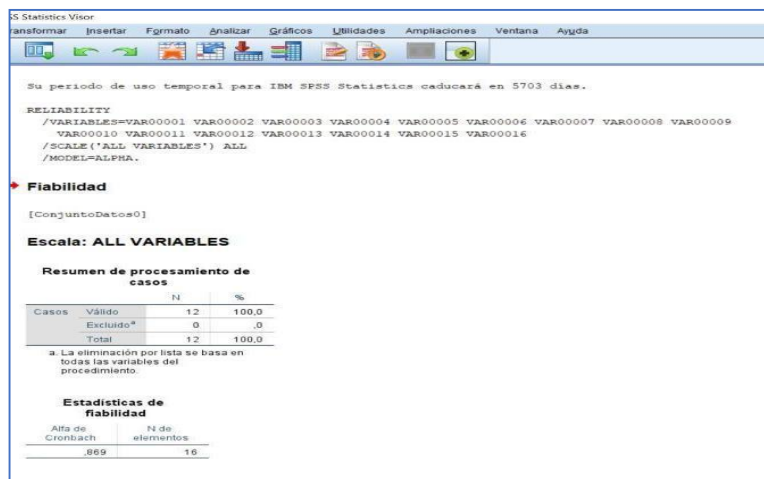 SS Statistics Visor
ransformar Insertar Formato Analizar Gráficos Utilidades Ampliaciones Ventana Ayuda
Su periodo de uso temporal para IBM SPSS Statistics caducará en 5703 días.
RELIABILITY
/VARIABLES=VAR00001 VAR00002 VAR00003 VAR00004 VAR00005 VAR00006 VAR00007 VAR00008 VAR00009
VAR00010 VAR00011 VAR00012 VAR00013 VAR00014 VAR00015 VAR00016
/SCALE('ALL VARIABLES') ALL
/MODEL=ALPHA.
Fiabilidad
[ConjuntoDatos0]
Escala: ALL VARIABLES
Resumen de procesamiento de
casos
N %
Casos Válido 12 100,0
Excluidoª 0 ,0
Total 12 100,0
a. La eliminación por lista se basa en
todas las variables del
procedimiento.
Estadísticas de
fiabilidad
Alfa de N de
Cronbach elementos
,869 16